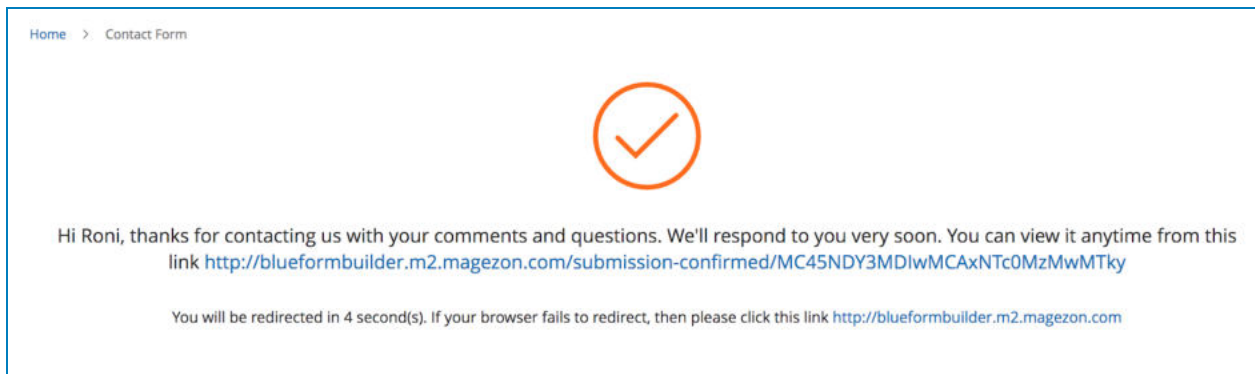 Home > Contact Form
Hi Roni, thanks for contacting us with your comments and questions. We'll respond to you very soon. You can view it anytime from this
link http://blueformbuilder.m2.magezon.com/submission-confirmed/MC45NDY3MDIwMCAxNTc0MzMwMTky
You will be redirected in 4 second(s). If your browser fails to redirect, then please click this link http://blueformbuilder.m2.magezon.com